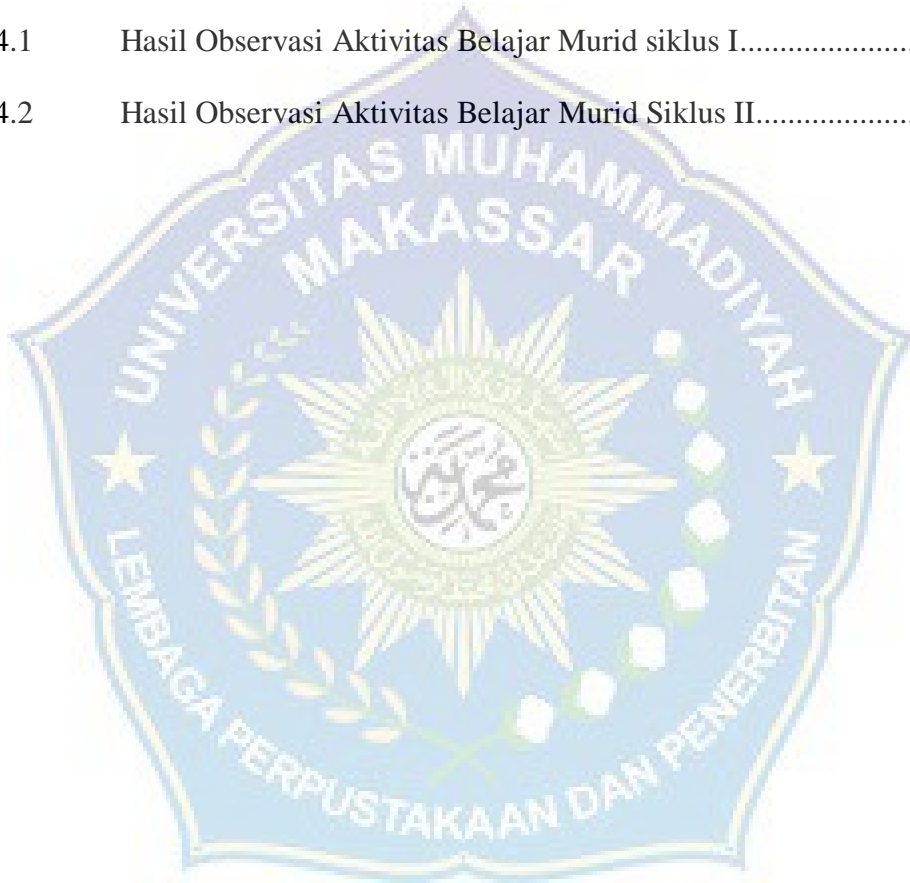 4.1 Hasil Observasi Aktivitas Belajar Murid siklus I......................
4.2 Hasil Observasi Aktivitas Belajar Murid Siklus II....................
UNIVERSITAS MUHAMMADIYAH
MAKASSAR
LEMBAGA PERPUSTAKAAN DAN PENERBITAN